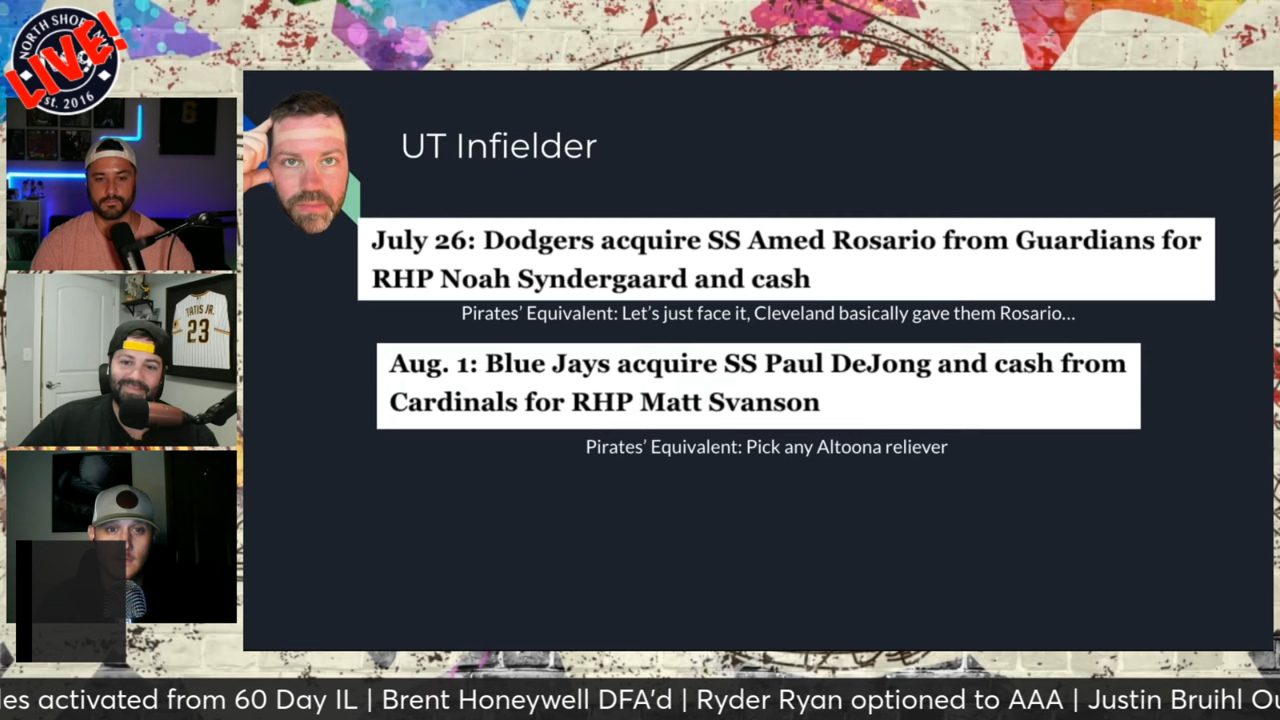 NORTH SHORE
LIVE!
Est. 2016
6
TATIS JR.
23
UT Infielder
July 26: Dodgers acquire SS Amed Rosario from Guardians for
RHP Noah Syndergaard and cash
Pirates’ Equivalent: Let’s just face it, Cleveland basically gave them Rosario...
Aug. 1: Blue Jays acquire SS Paul DeJong and cash from
Cardinals for RHP Matt Svanson
Pirates’ Equivalent: Pick any Altoona reliever
les activated from 60 Day IL | Brent Honeywell DFA'd | Ryder Ryan optioned to AAA | Justin Bruihl Ou